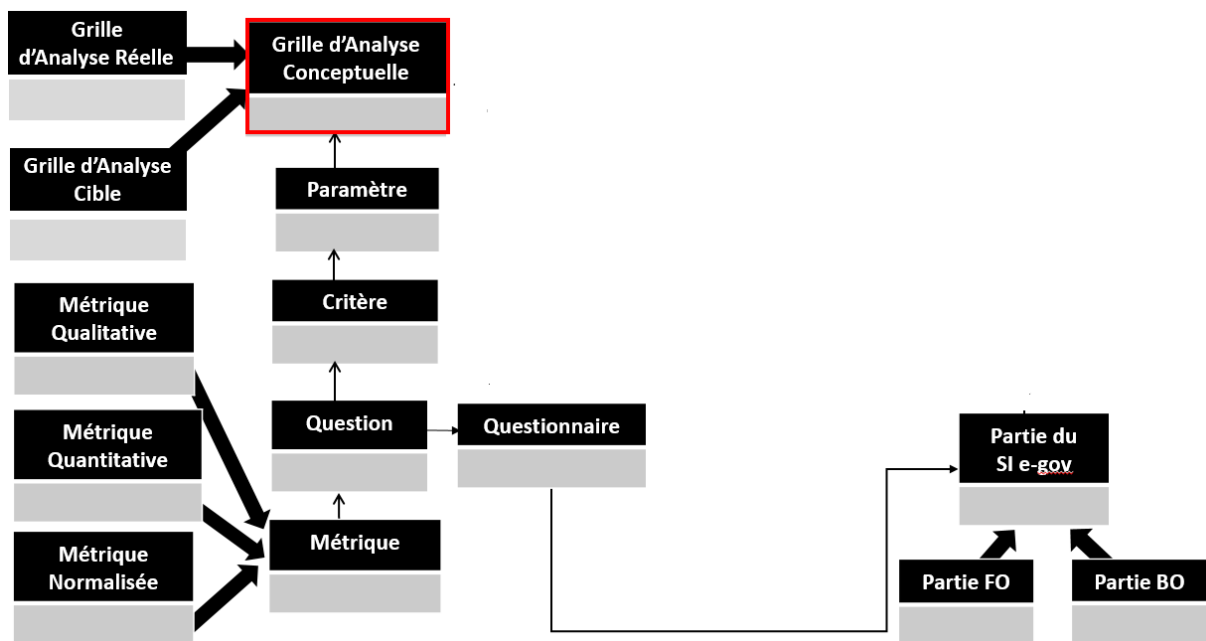 Grille
d’Analyse Réelle
Grille d’Analyse
Conceptuelle
Grille d’Analyse
Cible
Paramètre
Métrique
Qualitative
Critère
Métrique
Quantitative
Question
Questionnaire
Partie du
SI e-gov
Métrique
Normalisée
Métrique
Partie FO
Partie BO